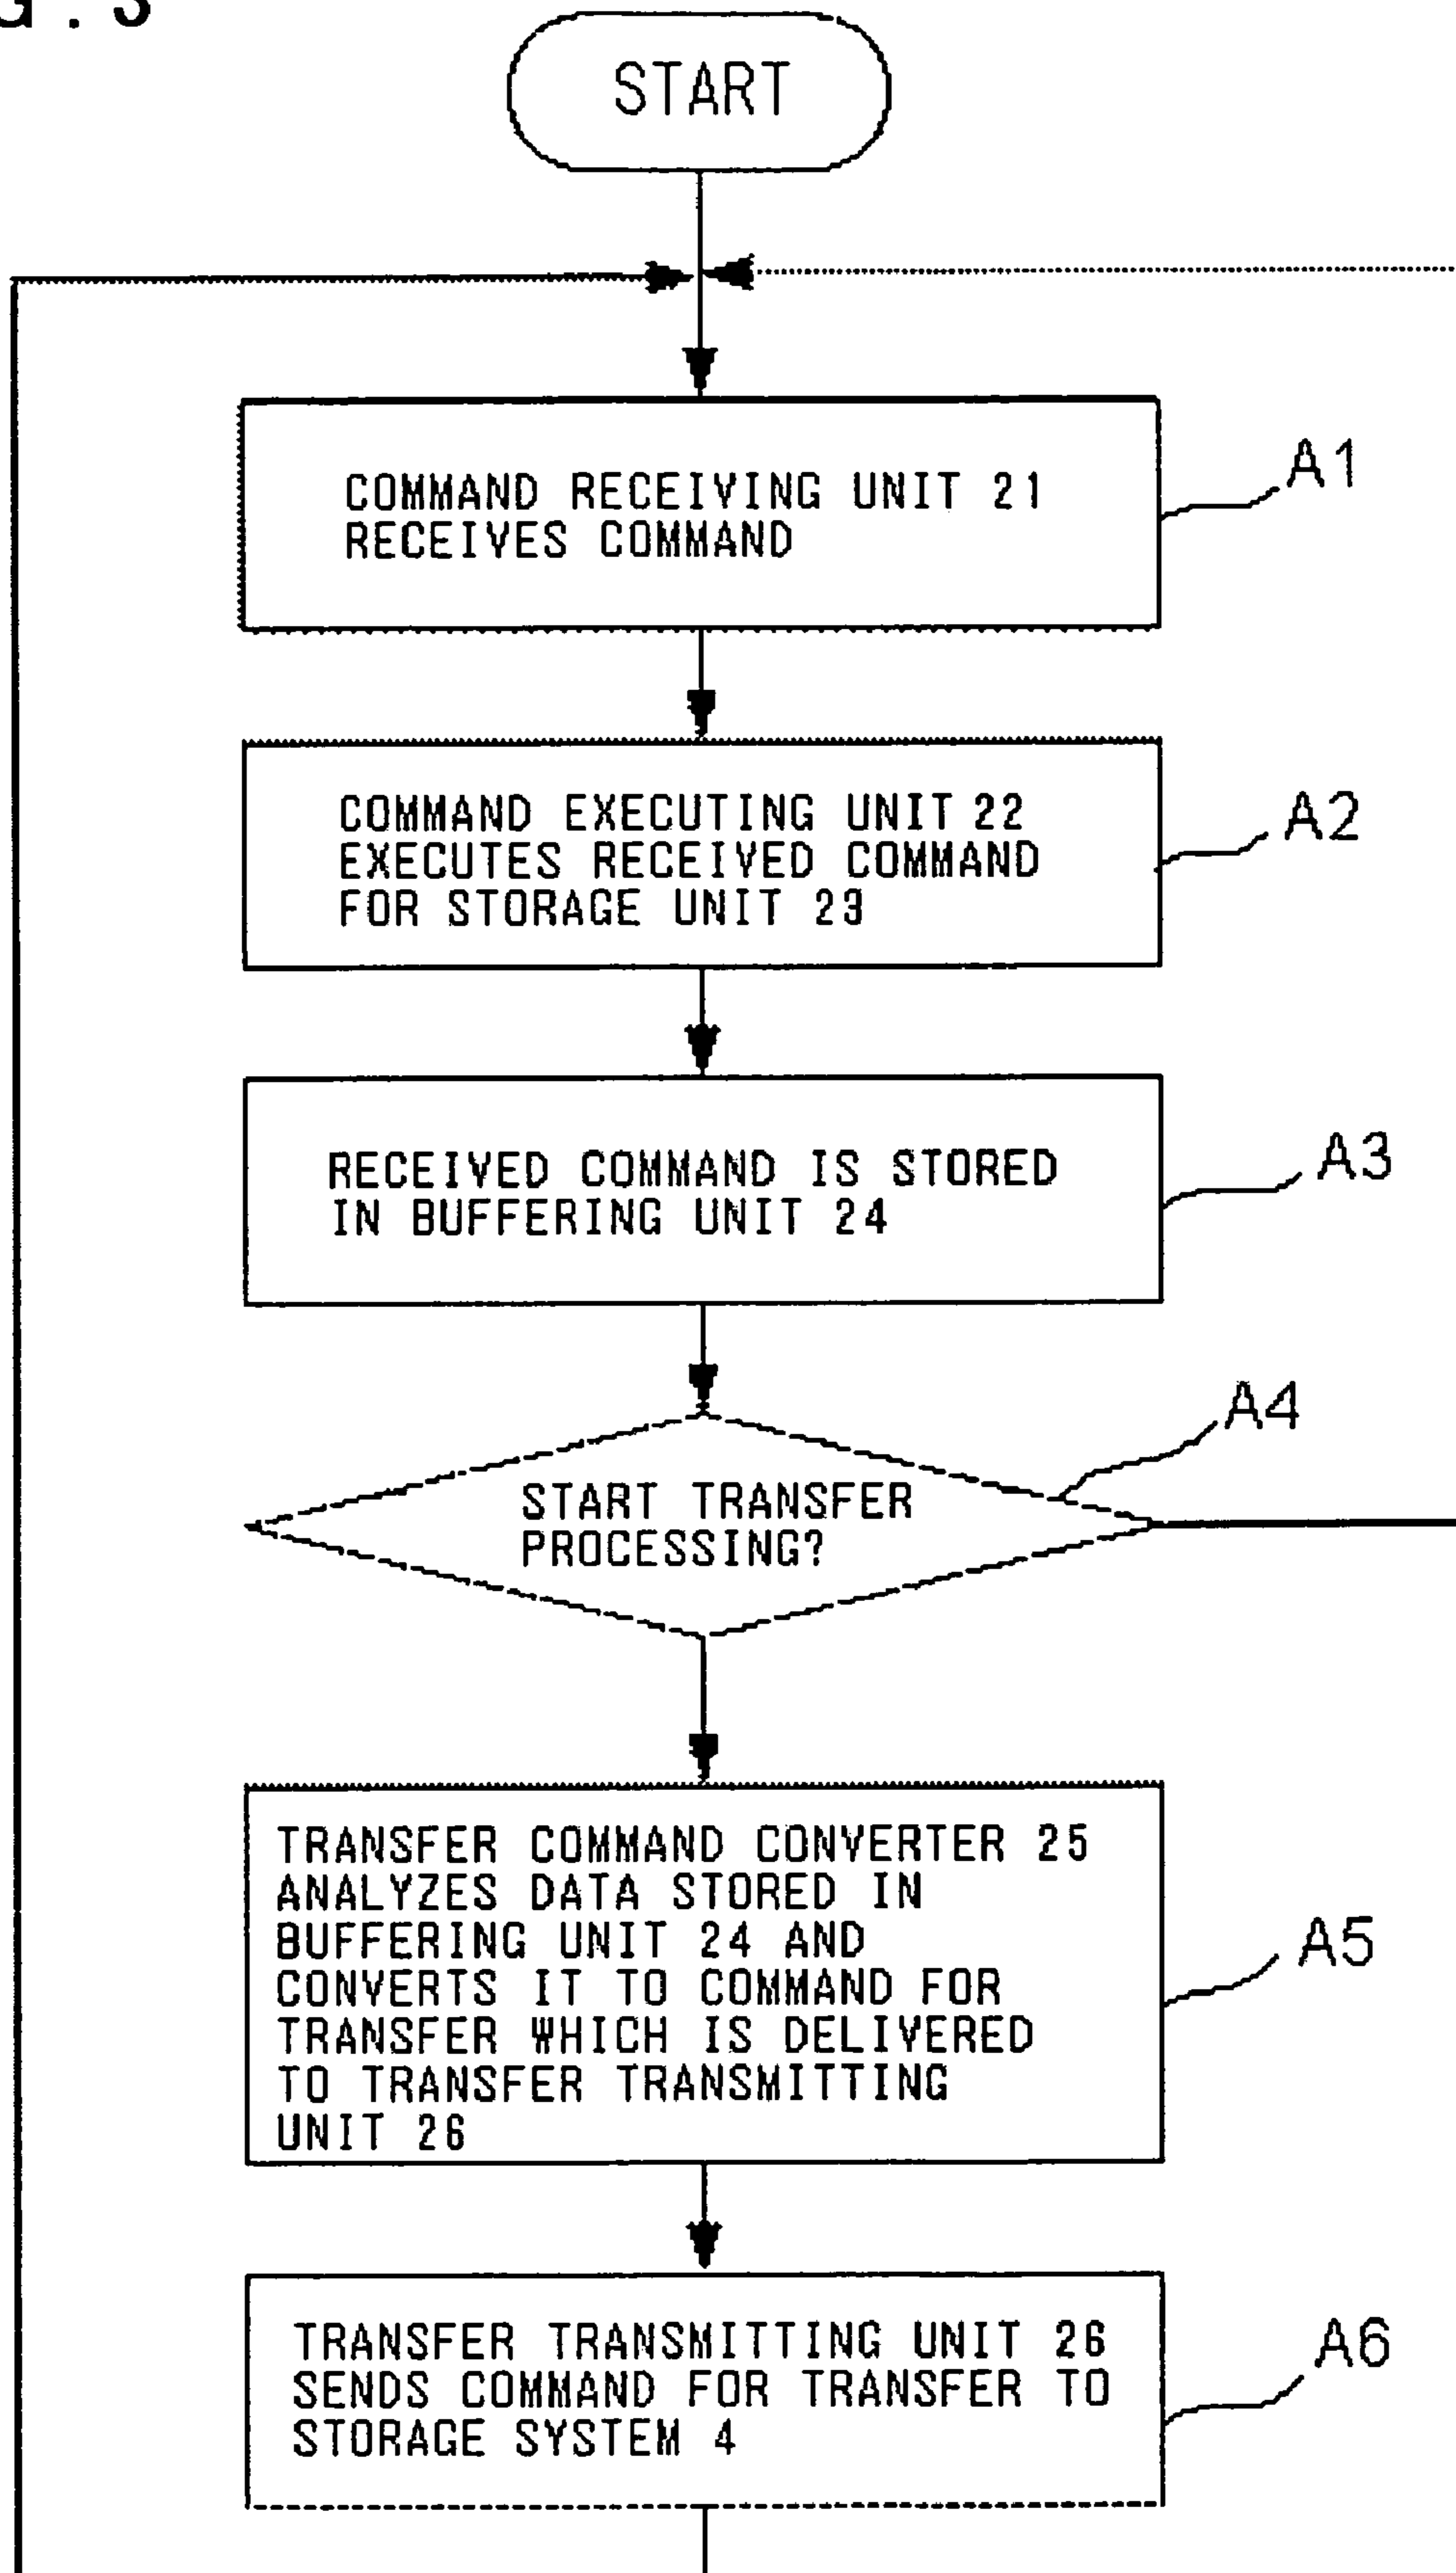 G.3
START
COMMAND RECEIVING UNIT 21
RECEIVES COMMAND
A1
COMMAND EXECUTING UNIT 22
EXECUTES RECEIVED COMMAND
FOR STORAGE UNIT 23
A2
RECEIVED COMMAND IS STORED
IN BUFFERING UNIT 24
A3
START TRANSFER
PROCESSING?
A4
TRANSFER COMMAND CONVERTER 25
ANALYZES DATA STORED IN
BUFFERING UNIT 24 AND
CONVERTS IT TO COMMAND FOR
TRANSFER WHICH IS DELIVERED
TO TRANSFER TRANSMITTING
UNIT 26
A5
TRANSFER TRANSMITTING UNIT 26
SENDS COMMAND FOR TRANSFER TO
STORAGE SYSTEM 4
A6